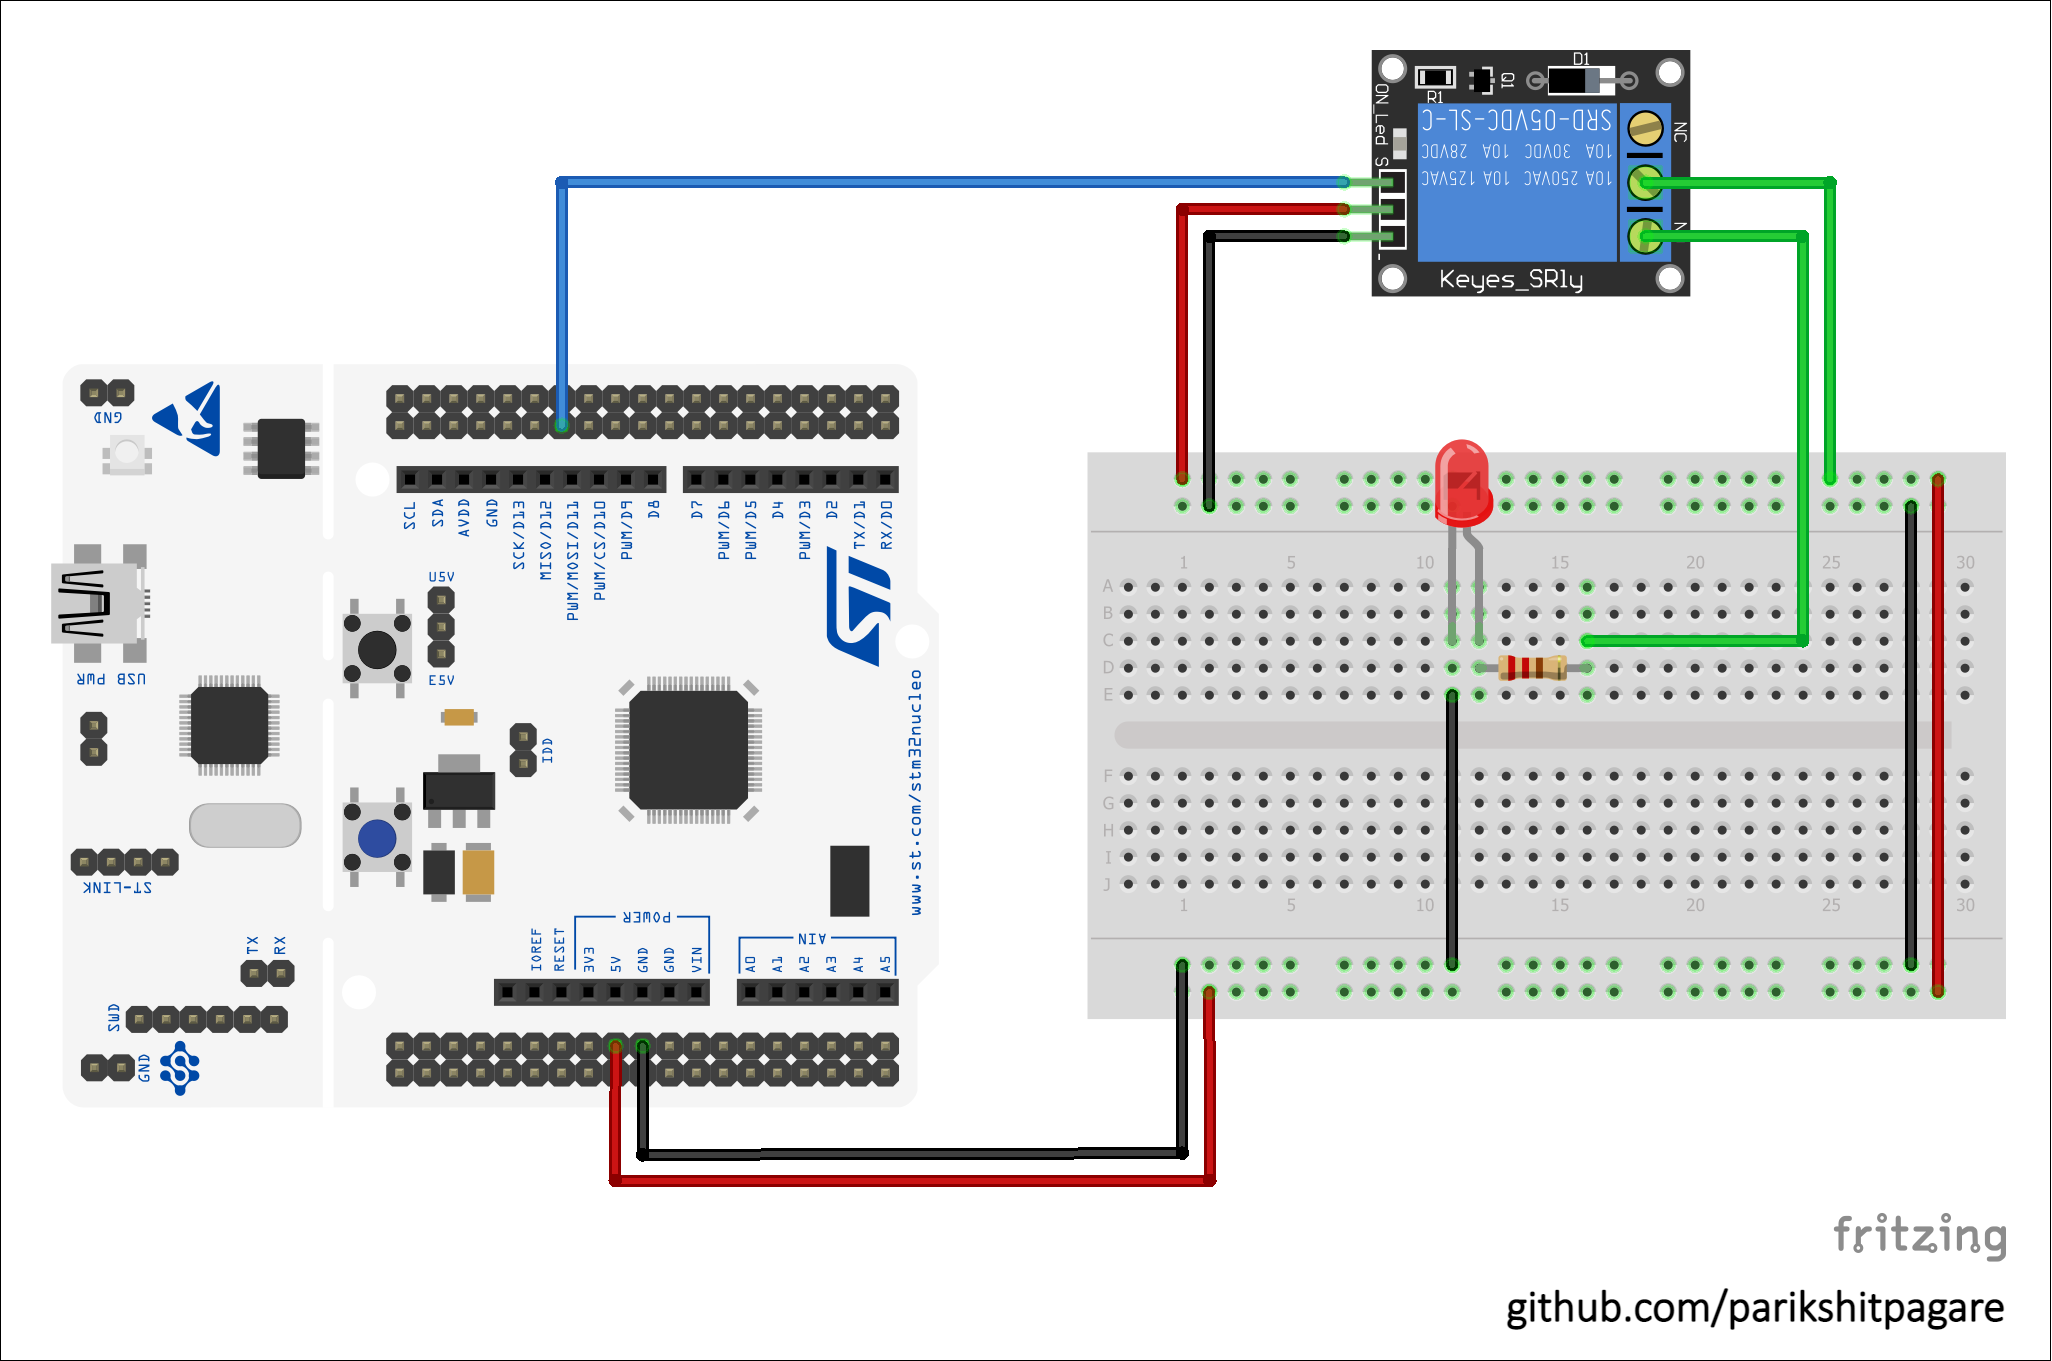 D1
R1
Q1
ON_Led
S
SRD-05VDC-SL-C
10A 30VDC 10A 28VDC
10A 250VAC 10A 125VAC
NC
N
-
Keyes_SR1y
GND
SCL
SDA
AVDD
GND
SCK/D13
MISO/D12
PWM/MOSI/D11
PWM/CS/D10
PWM/D9
D8
D7
PWM/D6
PWM/D5
D4
PWM/D3
D2
TX/D1
RX/D0
U5V
E5V
USB PWR
IDD
www.st.com/stm32nucleo
ST-LINK
TX
RX
SWD
GND
POWER
IOREF
RESET
3V3
5V
GND
GND
VIN
AIN
A0
A1
A2
A3
A4
A5
1 5 10 15 20 25 30
A
B
C
D
E
F
G
H
I
J
1 5 10 15 20 25 30
fritzing
github.com/parikshitpagare